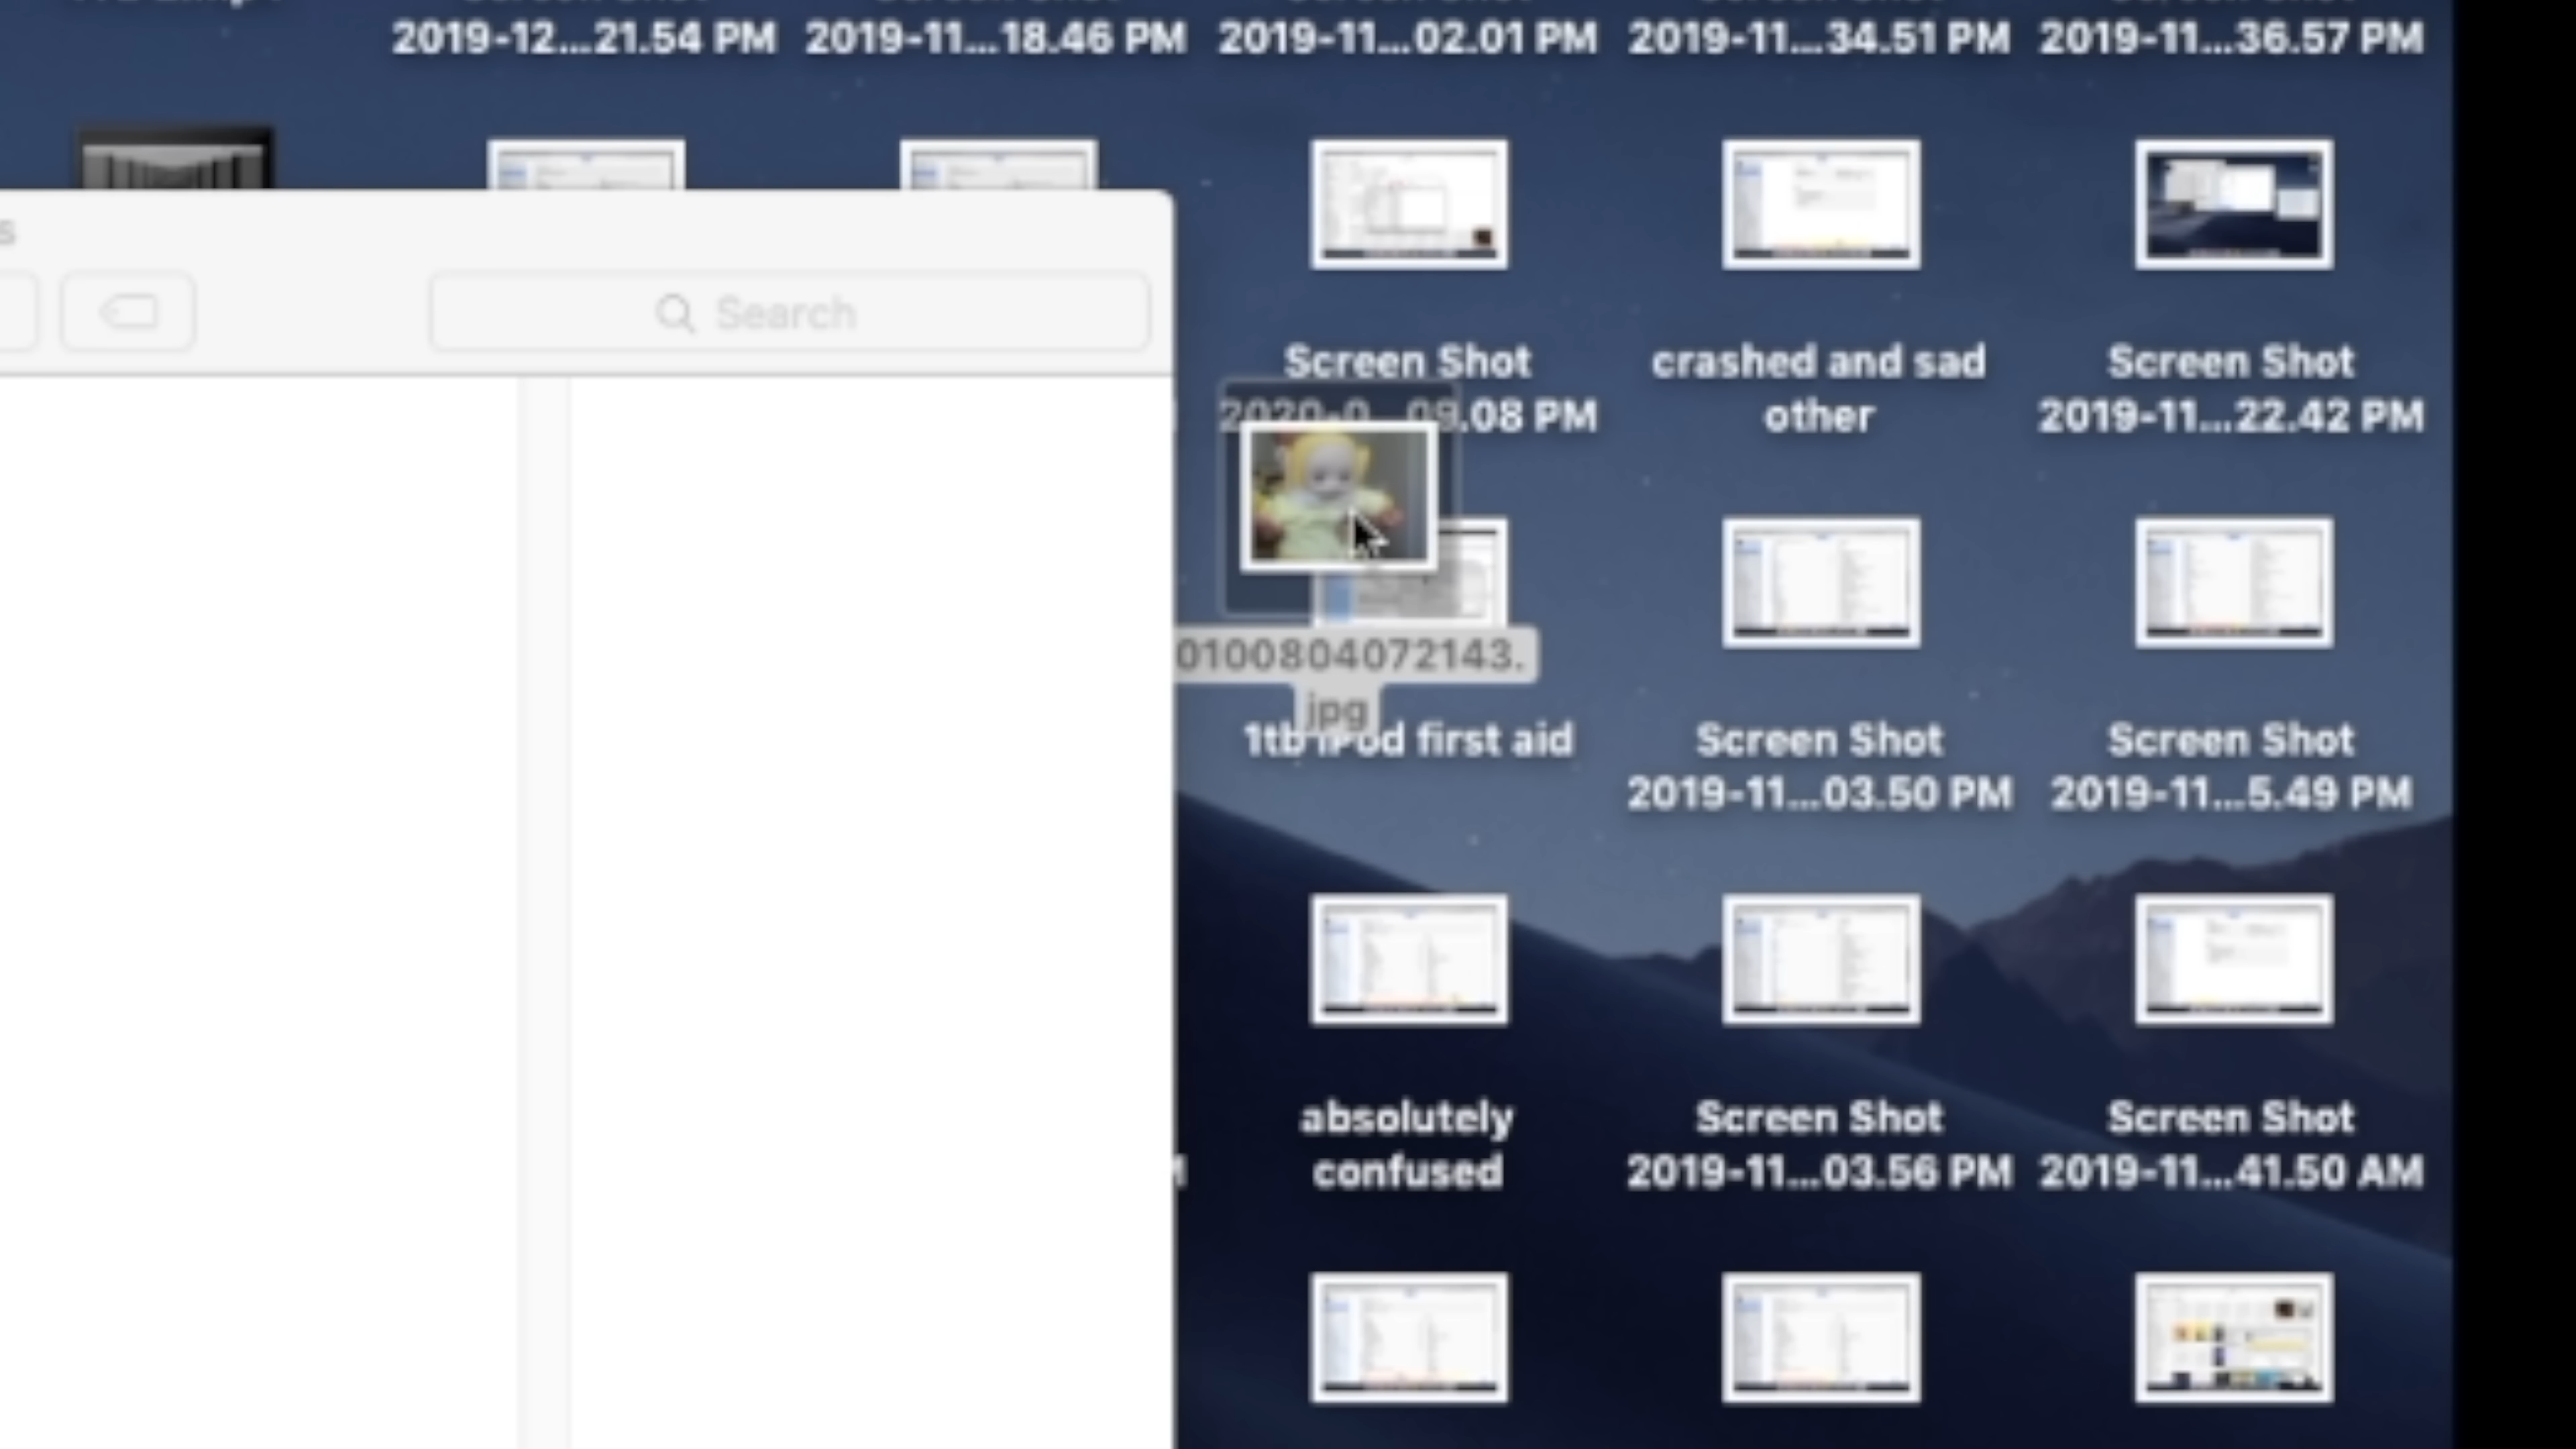 2019-12...21.54 PM
2019-11...18.46 PM
2019-11...02.01 PM
2019-11...34.51 PM
2019-11...36.57 PM
s
Search
Screen Shot
2020-0...09.08 PM
crashed and sad
other
Screen Shot
2019-11...22.42 PM
0100804072143.
jpg
1tb iPod first aid
Screen Shot
2019-11...03.50 PM
Screen Shot
2019-11...5.49 PM
absolutely
confused
Screen Shot
2019-11...03.56 PM
Screen Shot
2019-11...41.50 AM